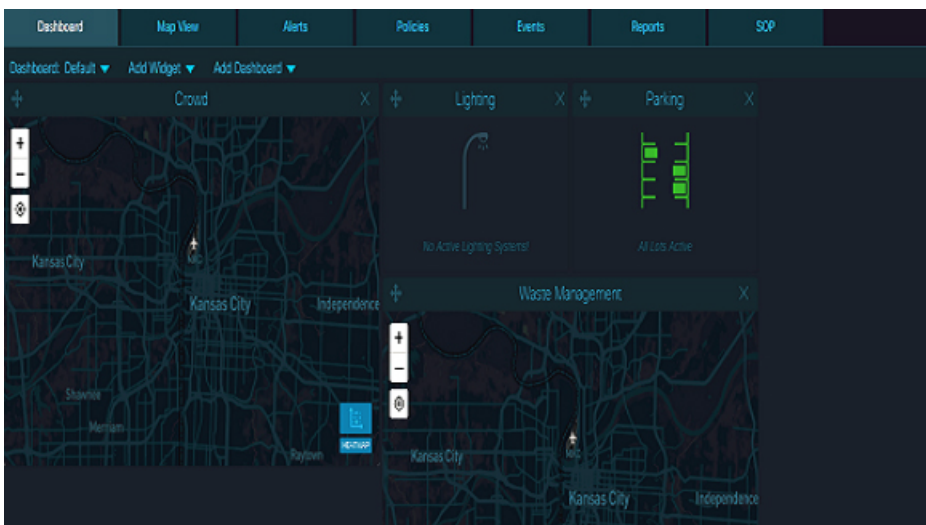 Dashboard Map View Alerts Policies Events Reports SOP
Dashboard: Default Add Widget Add Dashboard
Crowd X
Lighting X
Parking X
+
−
Kansas City
Kansas City
Independence
Shawnee
Merriam
Raytown
HEATMAP
No Active Lighting Systems!
All Lots Active
Waste Management X
+
−
Kansas City
Kansas City
Independence